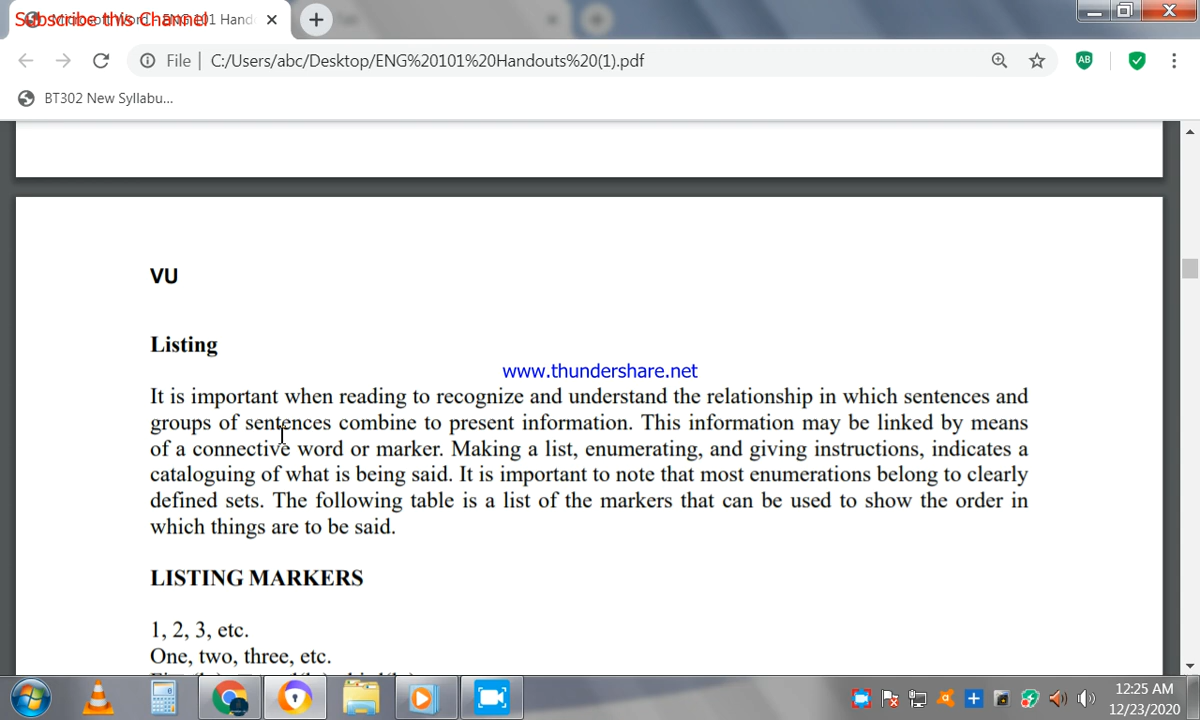 Subscribe this Channel!
1 Hand
File C:/Users/abc/Desktop/ENG%20101%20Handouts%20(1).pdf
AB
BT302 New Syllabu...
VU
Listing
www.thundershare.net
It is important when reading to recognize and understand the relationship in which sentences and
groups of sentences combine to present information. This information may be linked by means
of a connective word or marker. Making a list, enumerating, and giving instructions, indicates a
cataloguing of what is being said. It is important to note that most enumerations belong to clearly
defined sets. The following table is a list of the markers that can be used to show the order in
which things are to be said.
LISTING MARKERS
1, 2, 3, etc.
One, two, three, etc.
12:25 AM
12/23/2020